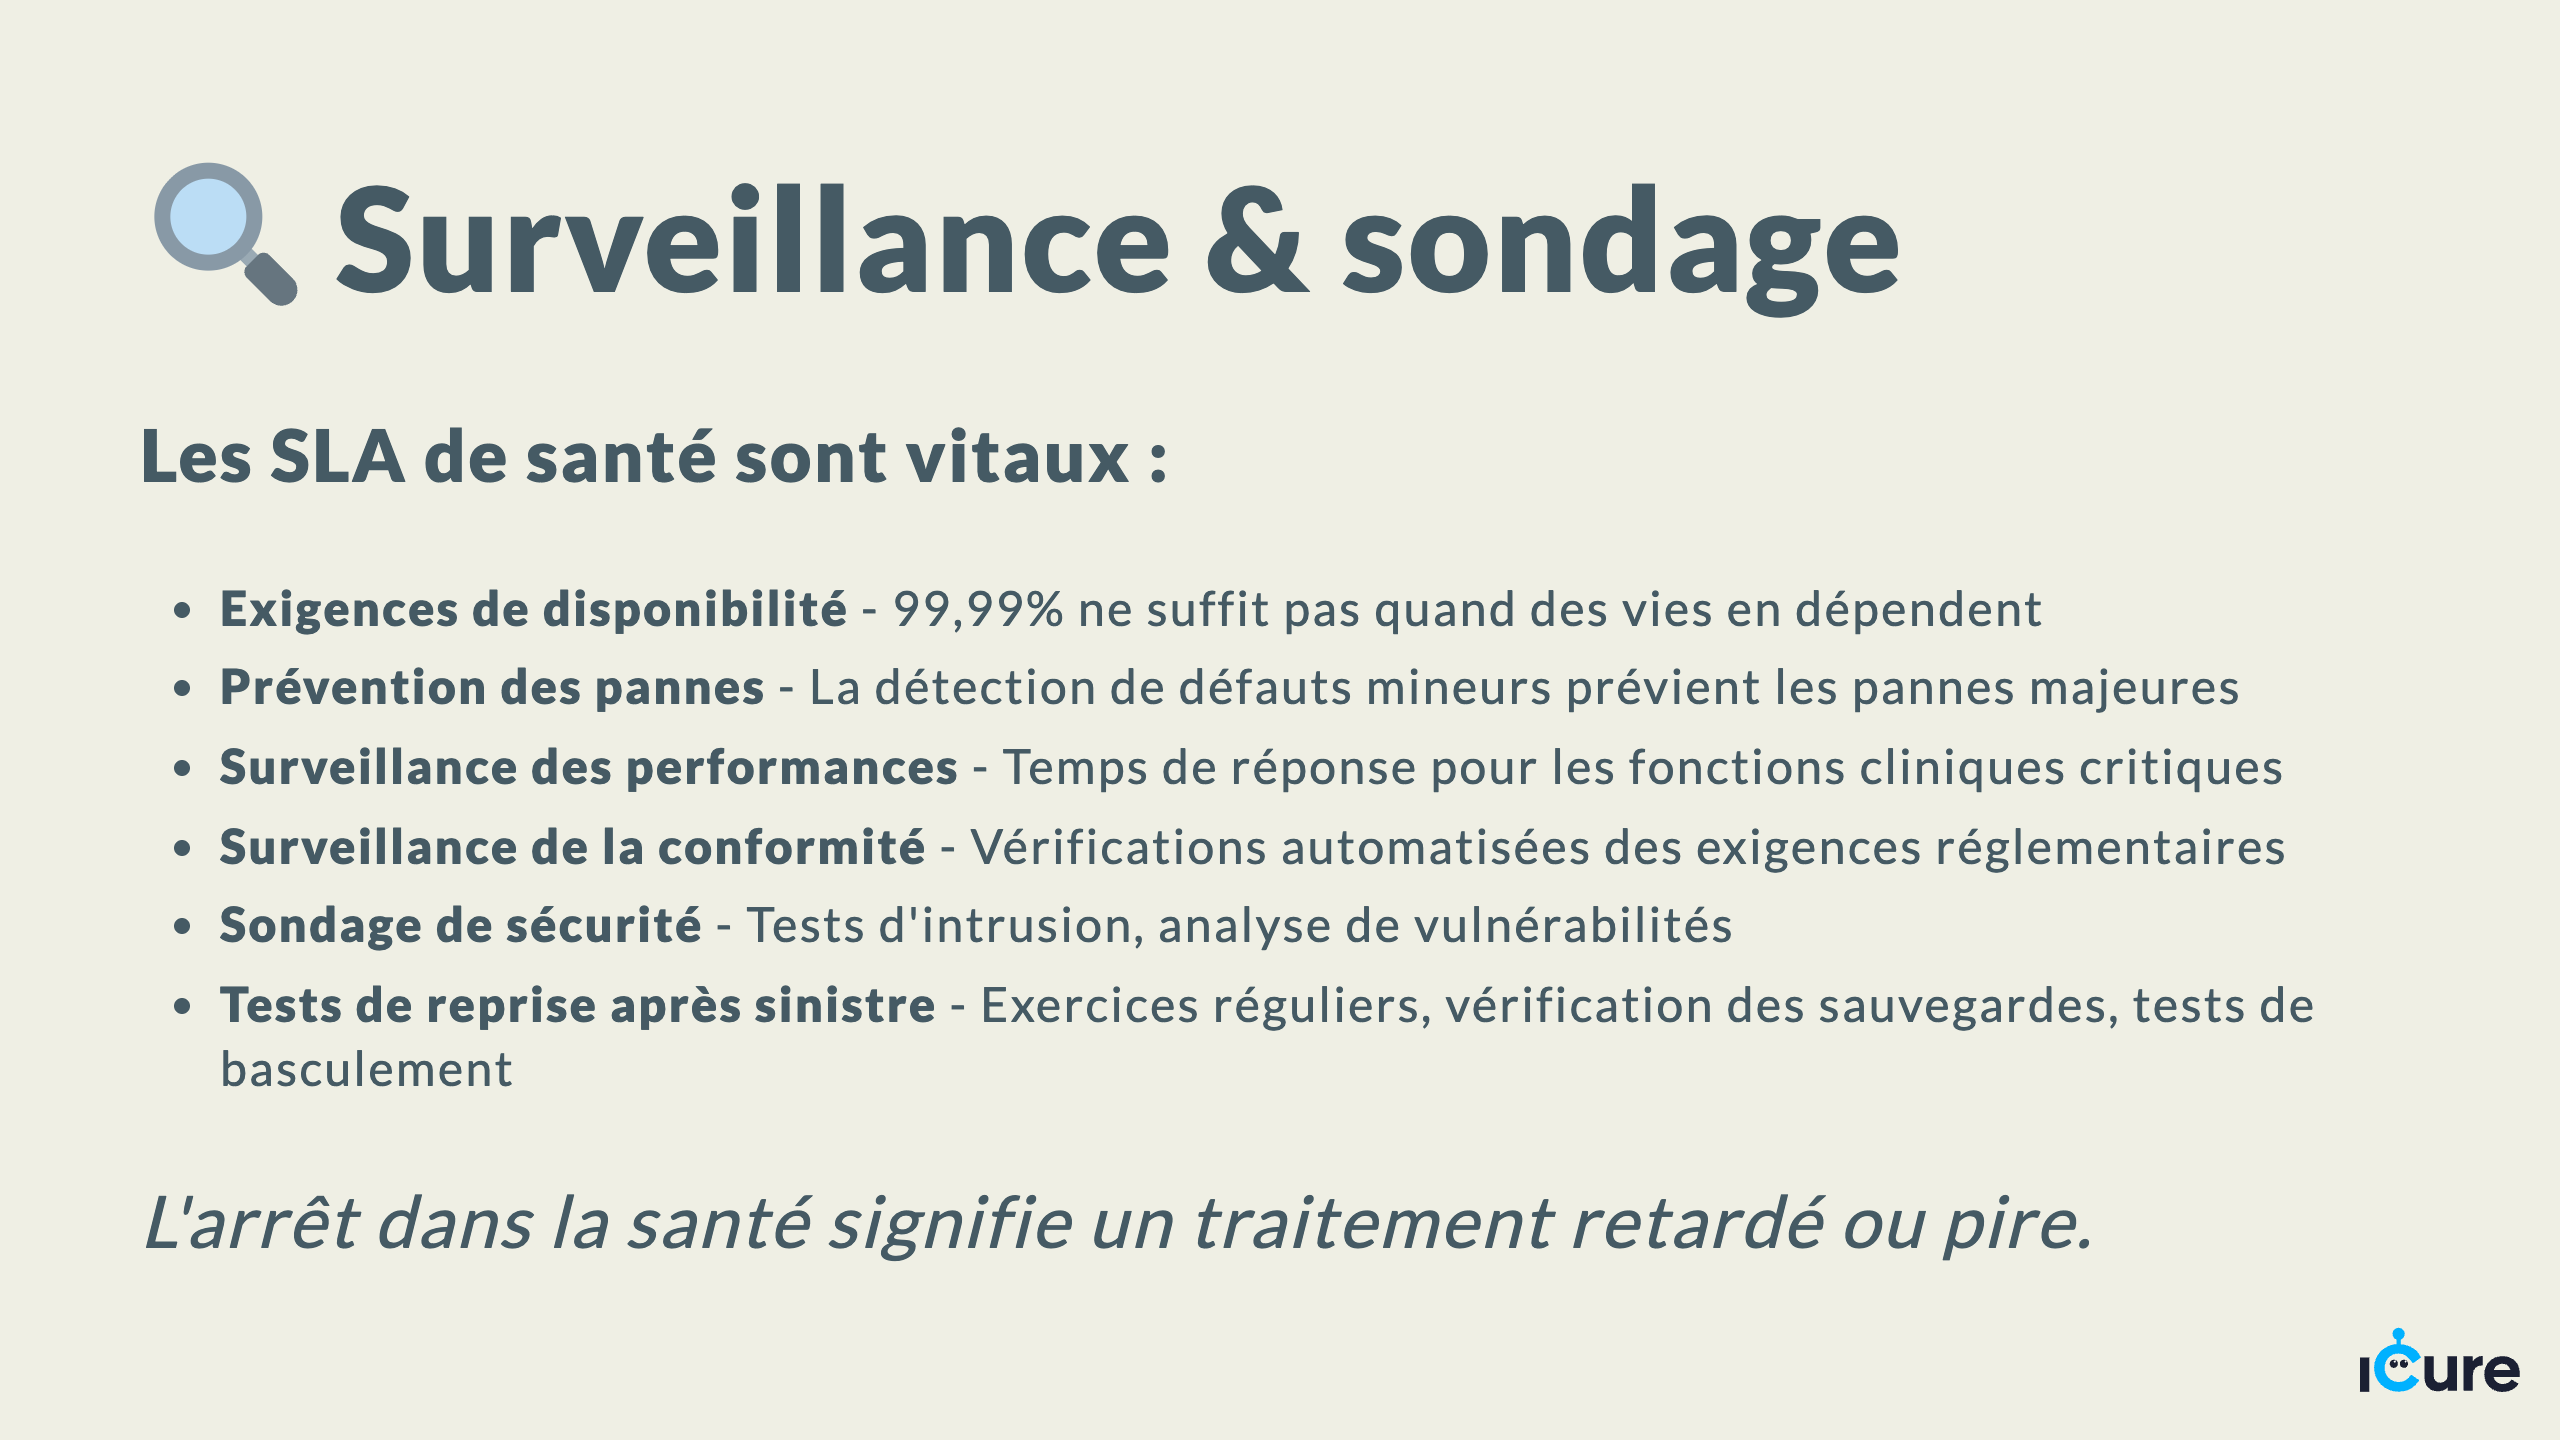 Surveillance & sondage
Les SLA de santé sont vitaux :
• Exigences de disponibilité - 99,99% ne suffit pas quand des vies en dépendent
• Prévention des pannes - La détection de défauts mineurs prévient les pannes majeures
• Surveillance des performances - Temps de réponse pour les fonctions cliniques critiques
• Surveillance de la conformité - Vérifications automatisées des exigences réglementaires
• Sondage de sécurité - Tests d'intrusion, analyse de vulnérabilités
• Tests de reprise après sinistre - Exercices réguliers, vérification des sauvegardes, tests de
basculement
L'arrêt dans la santé signifie un traitement retardé ou pire.
iCure